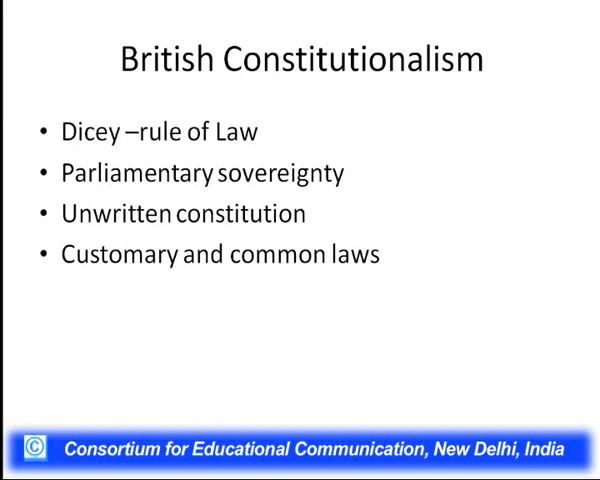 British Constitutionalism
• Dicey –rule of Law
• Parliamentary sovereignty
• Unwritten constitution
• Customary and common laws
© Consortium for Educational Communication, New Delhi, India